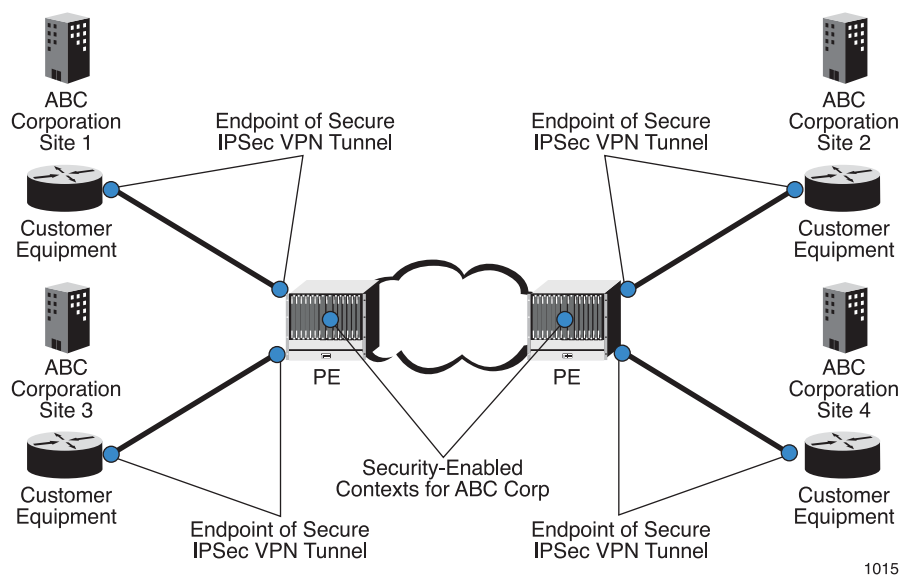 ABC
Corporation
Site 1
Endpoint of Secure
IPSec VPN Tunnel
Endpoint of Secure
IPSec VPN Tunnel
ABC
Corporation
Site 2
Customer
Equipment
Customer
Equipment
ABC
Corporation
Site 3
PE
PE
ABC
Corporation
Site 4
Security-Enabled
Contexts for ABC Corp
Customer
Equipment
Endpoint of Secure
IPSec VPN Tunnel
Endpoint of Secure
IPSec VPN Tunnel
Customer
Equipment
1015